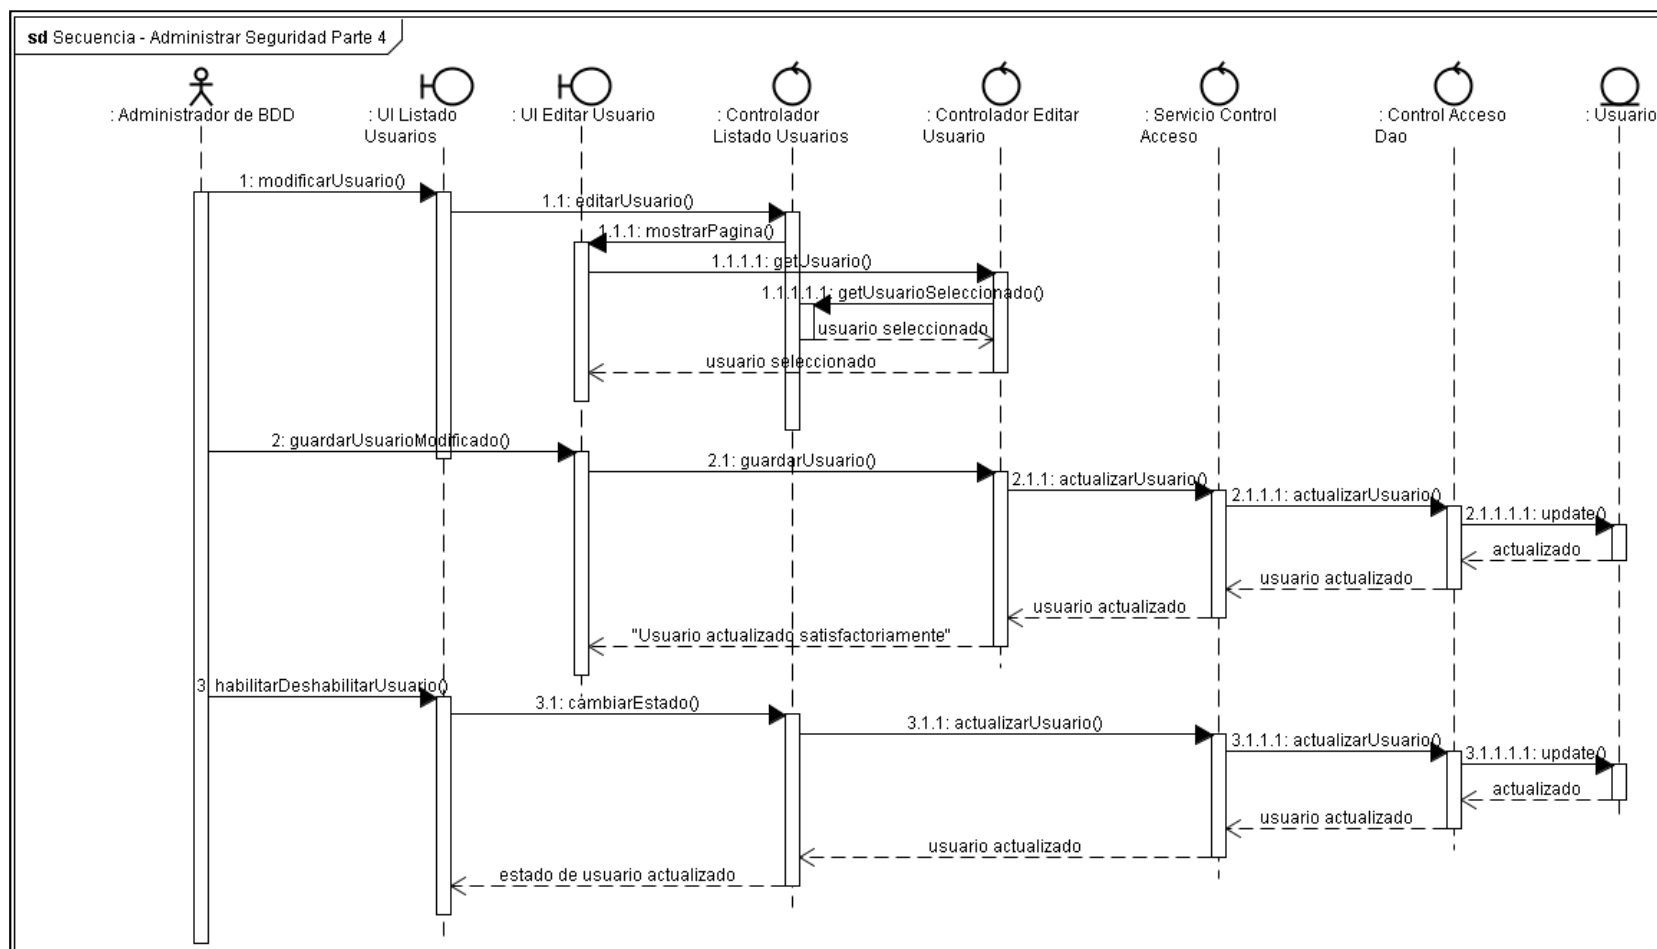 sd Secuencia - Administrar Seguridad Parte 4
: Administrador de BDD
: UI Listado
Usuarios
: UI Editar Usuario
: Controlador
Listado Usuarios
: Controlador Editar
Usuario
: Servicio Control
Acceso
: Control Acceso
Dao
: Usuario
1: modificarUsuario()
1.1: editarUsuario()
1.1.1: mostrarPagina()
1.1.1.1: getUsuario()
1.1.1.1.1: getUsuarioSeleccionado()
usuario seleccionado
usuario seleccionado
2: guardarUsuarioModificado()
2.1: guardarUsuario()
2.1.1: actualizarUsuario()
2.1.1.1: actualizarUsuario()
2.1.1.1.1: update()
actualizado
usuario actualizado
usuario actualizado
"Usuario actualizado satisfactoriamente"
3: habilitarDeshabilitarUsuario()
3.1: cambiarEstado()
3.1.1: actualizarUsuario()
3.1.1.1: actualizarUsuario()
3.1.1.1.1: update()
actualizado
usuario actualizado
usuario actualizado
estado de usuario actualizado